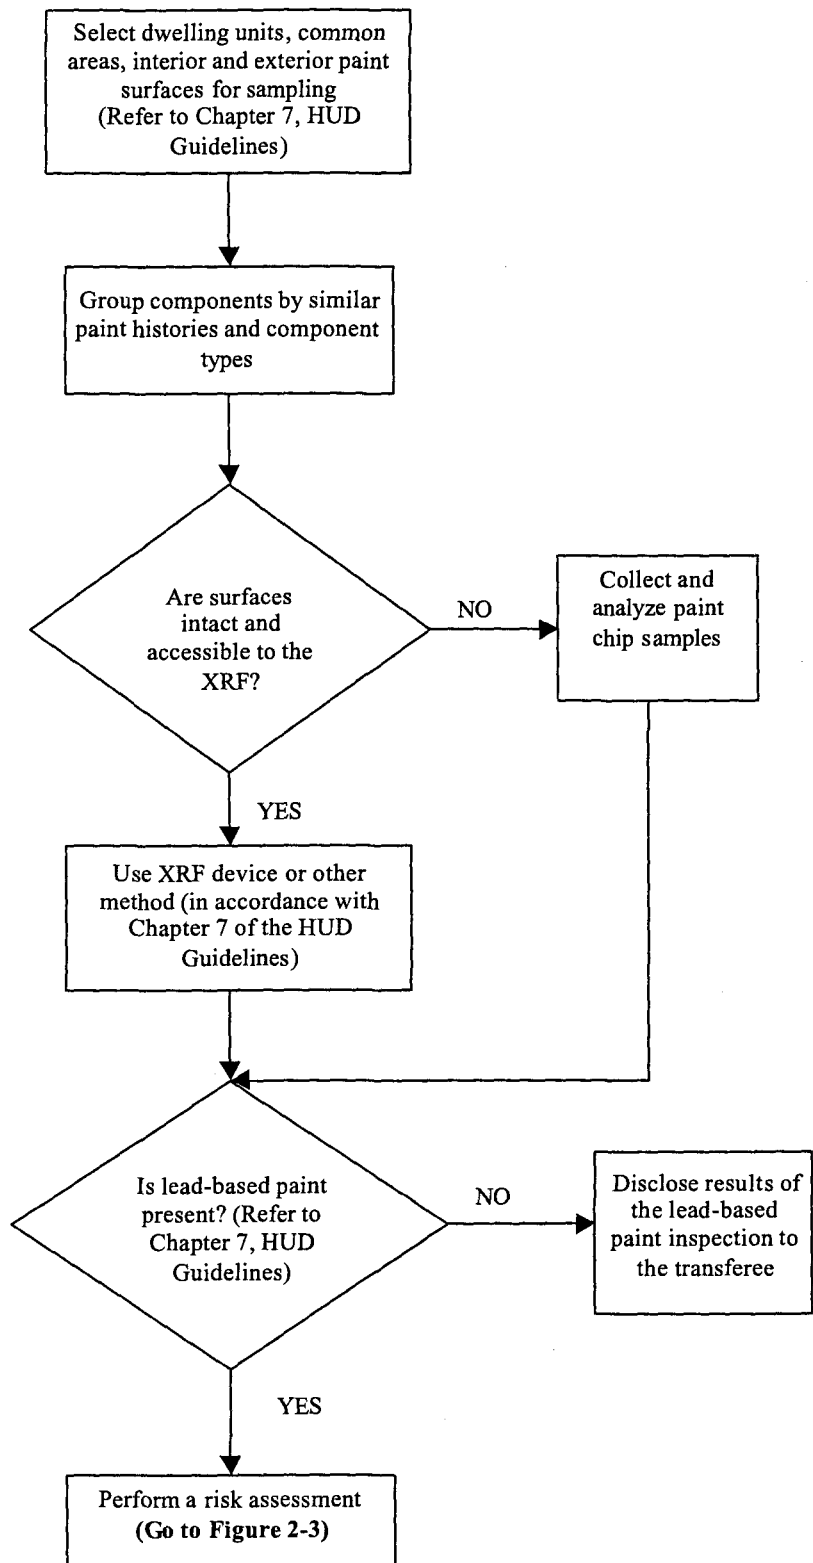 Select dwelling units, common
areas, interior and exterior paint
surfaces for sampling
(Refer to Chapter 7, HUD
Guidelines)
Group components by similar
paint histories and component
types
Are surfaces
intact and
accessible to the
XRF?
NO
Collect and
analyze paint
chip samples
YES
Use XRF device or other
method (in accordance with
Chapter 7 of the HUD
Guidelines)
Is lead-based paint
present? (Refer to
Chapter 7, HUD
Guidelines)
NO
Disclose results of
the lead-based
paint inspection to
the transferee
YES
Perform a risk assessment
(Go to Figure 2-3)